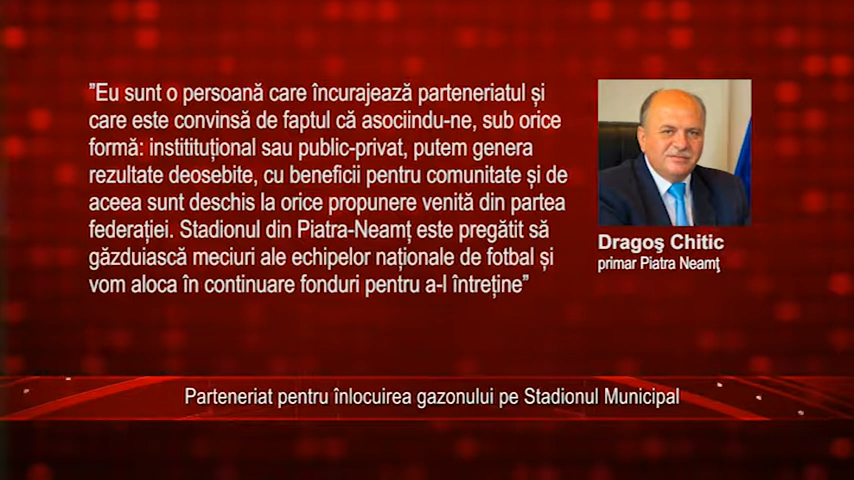 ”Eu sunt o persoană care încurajează parteneriatul și
care este convinsă de faptul că asociindu-ne, sub orice
formă: institituțional sau public-privat, putem genera
rezultate deosebite, cu beneficii pentru comunitate și de
aceea sunt deschis la orice propunere venită din partea
federației. Stadionul din Piatra-Neamț este pregătit să
găzduiască meciuri ale echipelor naționale de fotbal și
vom aloca în continuare fonduri pentru a-l întreține”
Dragoş Chitic
primar Piatra Neamţ
Parteneriat pentru înlocuirea gazonului pe Stadionul Municipal